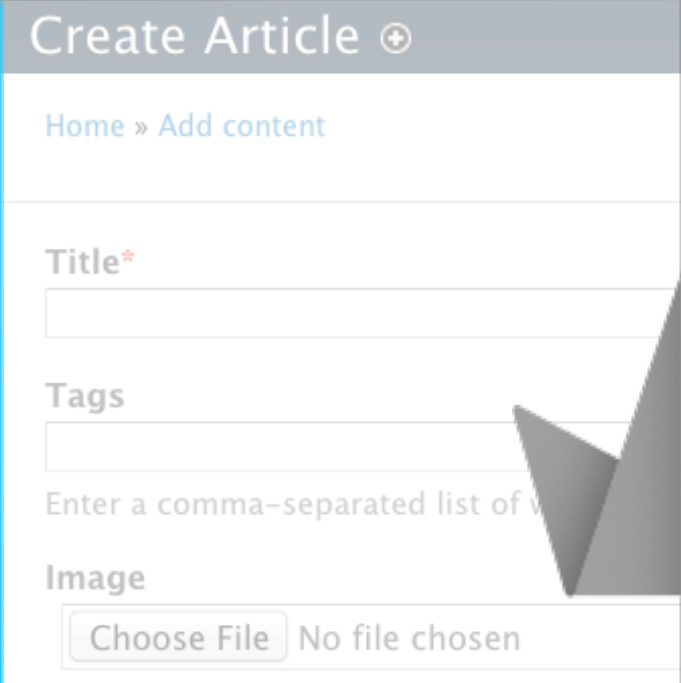 Create Article
Home » Add content
Title*
Tags
Enter a comma-separated list of
Image
Choose File No file chosen